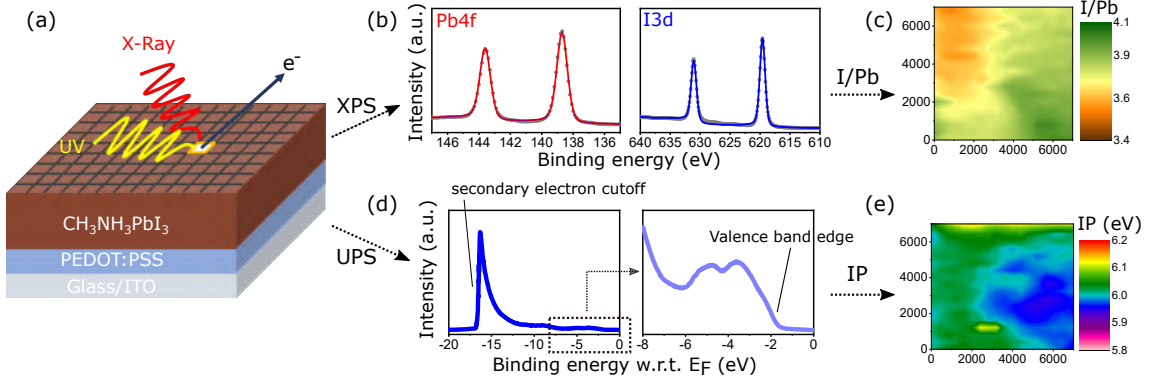 (a)
X-Ray
e⁻
UV
CH₃NH₃PbI₃
PEDOT:PSS
Glass/ITO
XPS
UPS
(b)
Pb4f
I3d
Intensity (a.u.)
146 144 142 140 138 136
640 635 630 625 620 615 610
Binding energy (eV)
I/Pb
(c)
I/Pb
6000
4000
2000
0
0 2000 4000 6000
4.1
3.9
3.6
3.4
(d)
secondary electron cutoff
Intensity (a.u.)
Valence band edge
-20 -15 -10 -5 0
-8 -6 -4 -2 0
Binding energy w.r.t. E_F (eV)
IP
(e)
IP (eV)
6000
4000
2000
0
0 2000 4000 6000
6.2
6.1
6.0
5.9
5.8